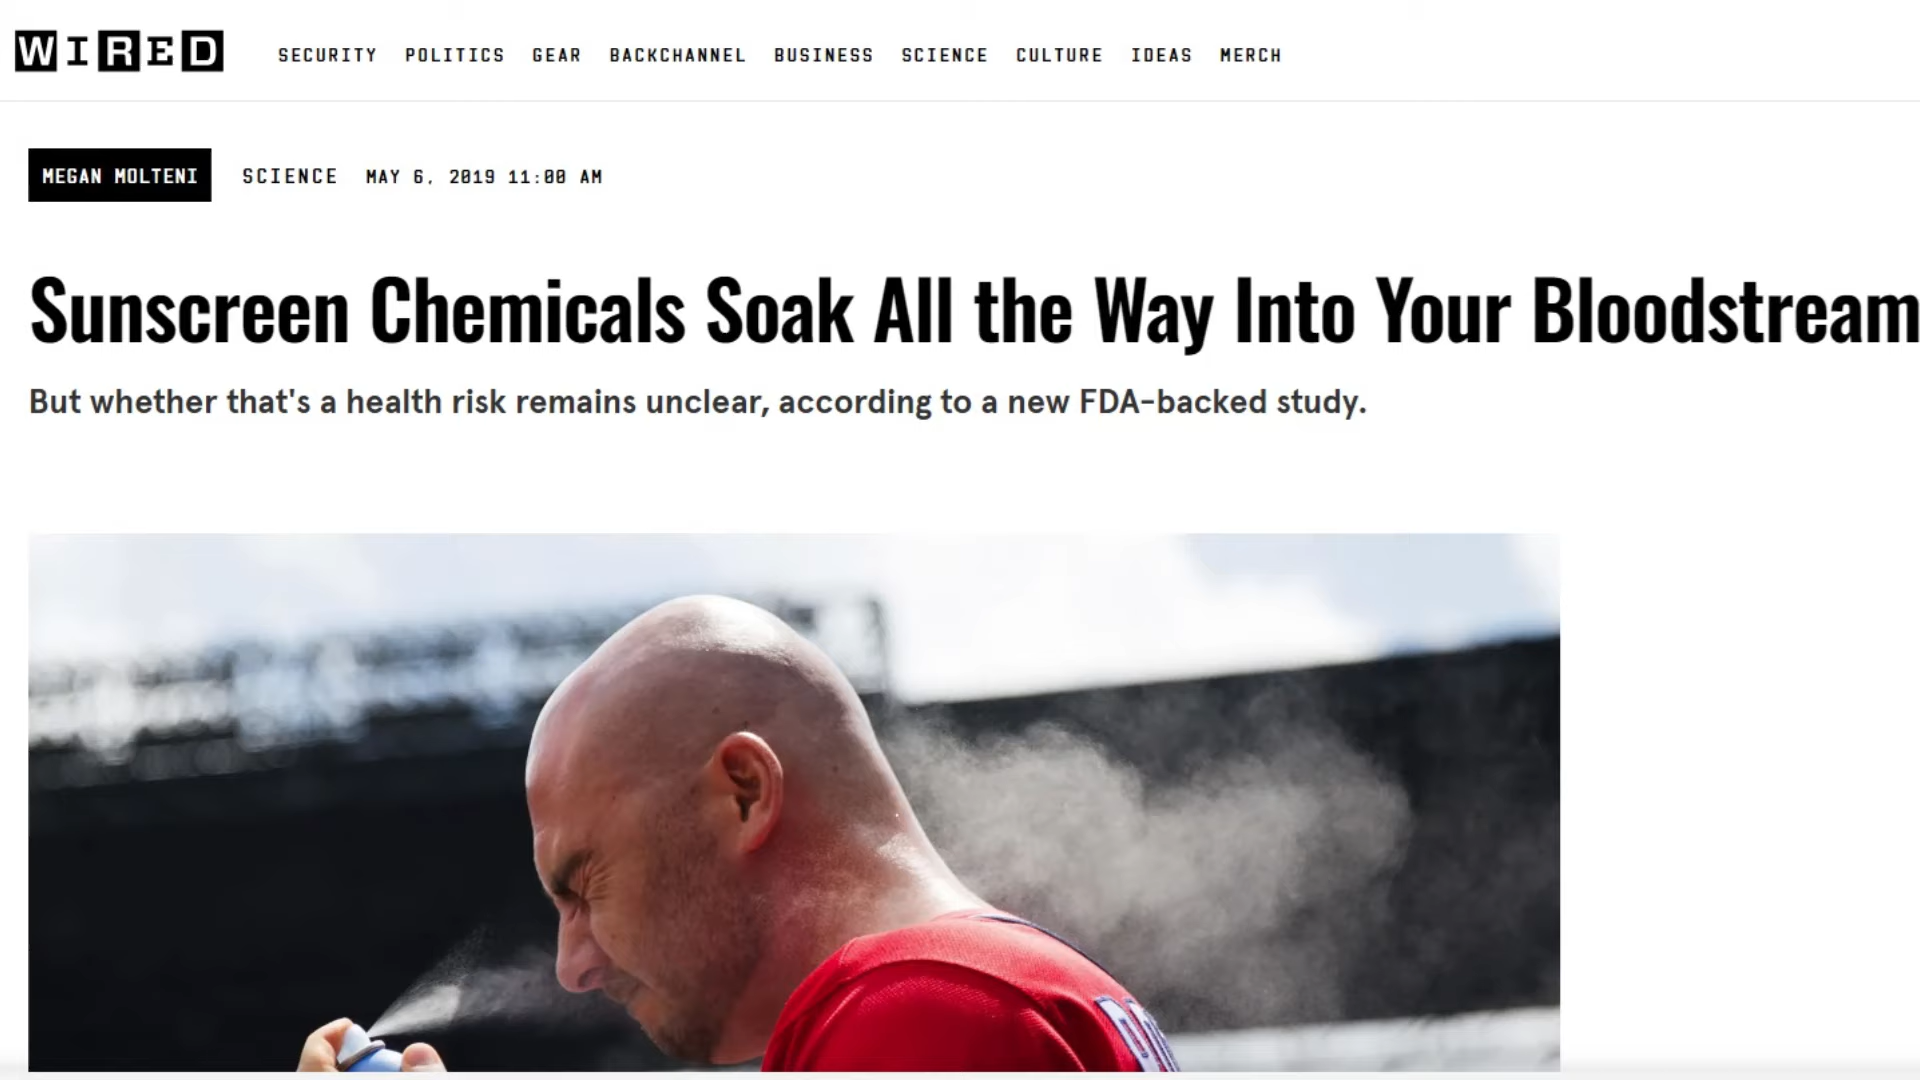 WIRED SECURITY POLITICS GEAR BACKCHANNEL BUSINESS SCIENCE CULTURE IDEAS MERCH
MEGAN MOLTENI SCIENCE MAY 6, 2019 11:00 AM
Sunscreen Chemicals Soak All the Way Into Your Bloodstream
But whether that's a health risk remains unclear, according to a new FDA-backed study.